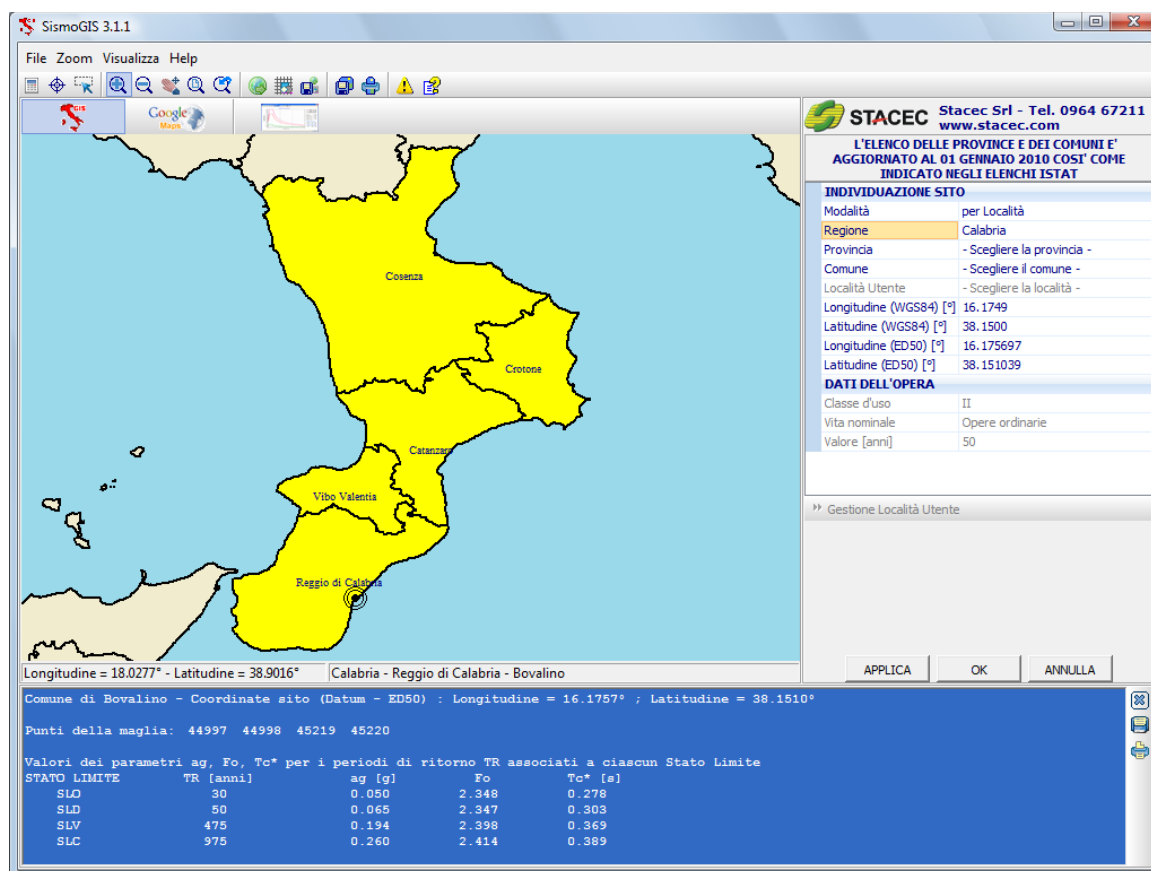 SismoGIS 3.1.1
File Zoom Visualizza Help
GIS
Google
Maps
STACEC
Stacec Srl - Tel. 0964 67211
www.stacec.com
L'ELENCO DELLE PROVINCE E DEI COMUNI E'
AGGIORNATO AL 01 GENNAIO 2010 COSI' COME
INDICATO NEGLI ELENCHI ISTAT
INDIVIDUAZIONE SITO
Modalità per Località
Regione Calabria
Provincia - Scegliere la provincia -
Comune - Scegliere il comune -
Località Utente - Scegliere la località -
Longitudine (WGS84) [°] 16.1749
Latitudine (WGS84) [°] 38.1500
Longitudine (ED50) [°] 16.175697
Latitudine (ED50) [°] 38.151039
DATI DELL'OPERA
Classe d'uso II
Vita nominale Opere ordinarie
Valore [anni] 50
Gestione Località Utente
APPLICA OK ANNULLA
Cosenza
Crotone
Catanzaro
Vibo Valentia
Reggio di Calabria
Longitudine = 18.0277° - Latitudine = 38.9016° Calabria - Reggio di Calabria - Bovalino
Comune di Bovalino - Coordinate sito (Datum - ED50) : Longitudine = 16.1757° ; Latitudine = 38.1510°
Punti della maglia: 44997 44998 45219 45220
Valori dei parametri ag, Fo, Tc* per i periodi di ritorno TR associati a ciascun Stato Limite
STATO LIMITE TR [anni] ag [g] Fo Tc* [s]
SLO 30 0.050 2.348 0.278
SLD 50 0.065 2.347 0.303
SLV 475 0.194 2.398 0.369
SLC 975 0.260 2.414 0.389